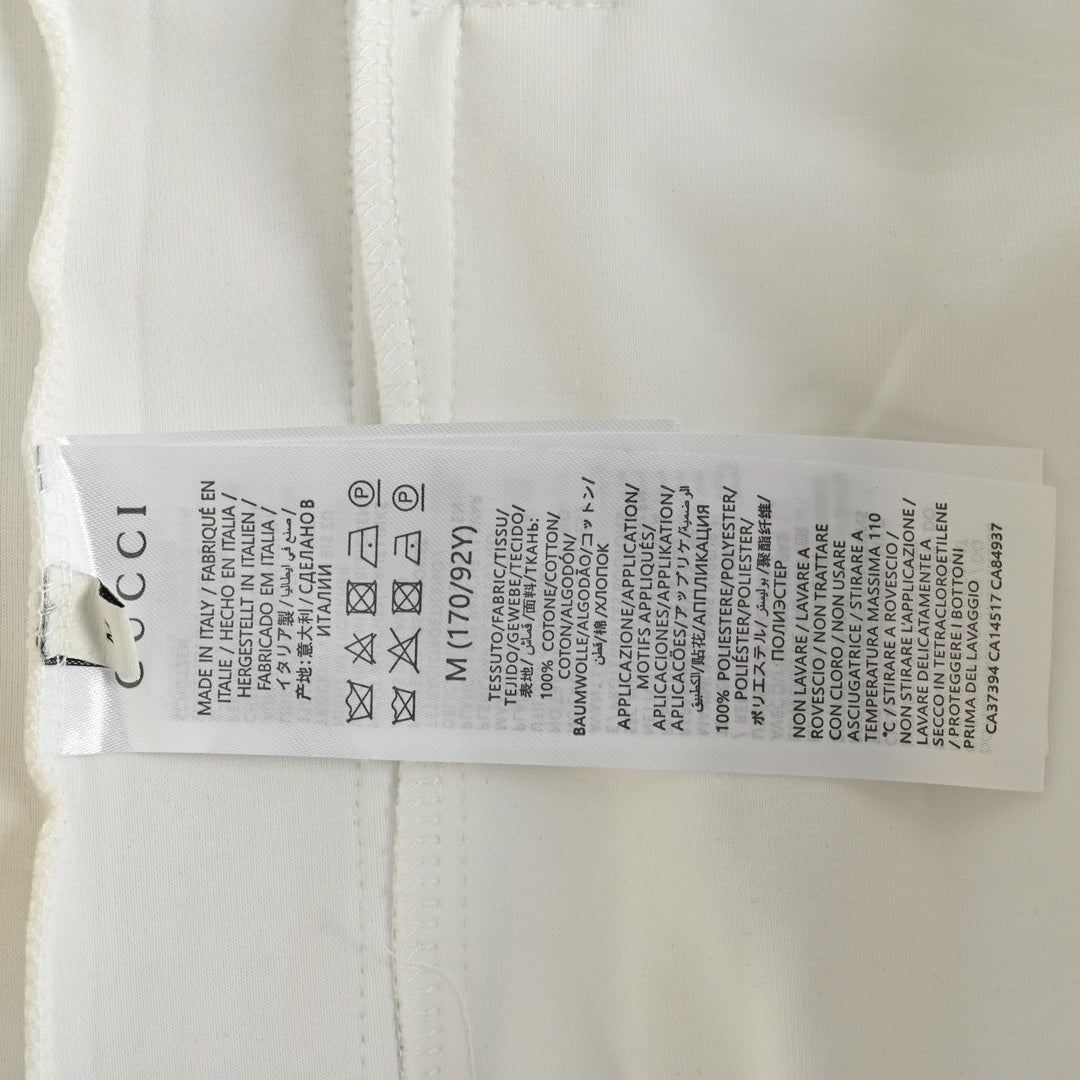 GUCCI
MADE IN ITALY / FABRIQUÉ EN
ITALIE / HECHO EN ITALIA /
HERGESTELLT IN ITALIEN /
FABRICADO EM ITALIA /
イタリア製 / صنع في ايطاليا /
产地:意大利 / СДЕЛАНО В
ИТАЛИИ
P
P
M (170/92Y)
TESSUTO/FABRIC/TISSU/
TEJIDO/GEWEBE/TECIDO/
表地/قماش/面料/ТКАНЬ:
100% COTONE/COTTON/
COTON/ALGODÓN/
BAUMWOLLE/ALGODÃO/コットン/
قطن/棉/ХЛОПОК
APPLICAZIONE/APPLICATION/
MOTIFS APPLIQUÉS/
APLICACIONES/APPLIKATION/
APLICACÕES/アップリケ/
贴花/АППЛИКАЦИЯ
100% POLIESTERE/POLYESTER/
POLIÉSTER/POLIESTER/
ポリエステル/بوليستر/聚酯纤维/
ПОЛИЭСТЕР
NON LAVARE / LAVARE A
ROVESCIO / NON TRATTARE
CON CLORO / NON USARE
ASCIUGATRICE / STIRARE A
TEMPERATURA MASSIMA 110
℃ / STIRARE A ROVESCIO /
NON STIRARE L'APPLICAZIONE /
LAVARE DELICATAMENTE A
SECCO IN TETRACLOROETILENE
/ PROTEGGERE I BOTTONI
PRIMA DEL LAVAGGIO
CA37394 CA14517 CA84937